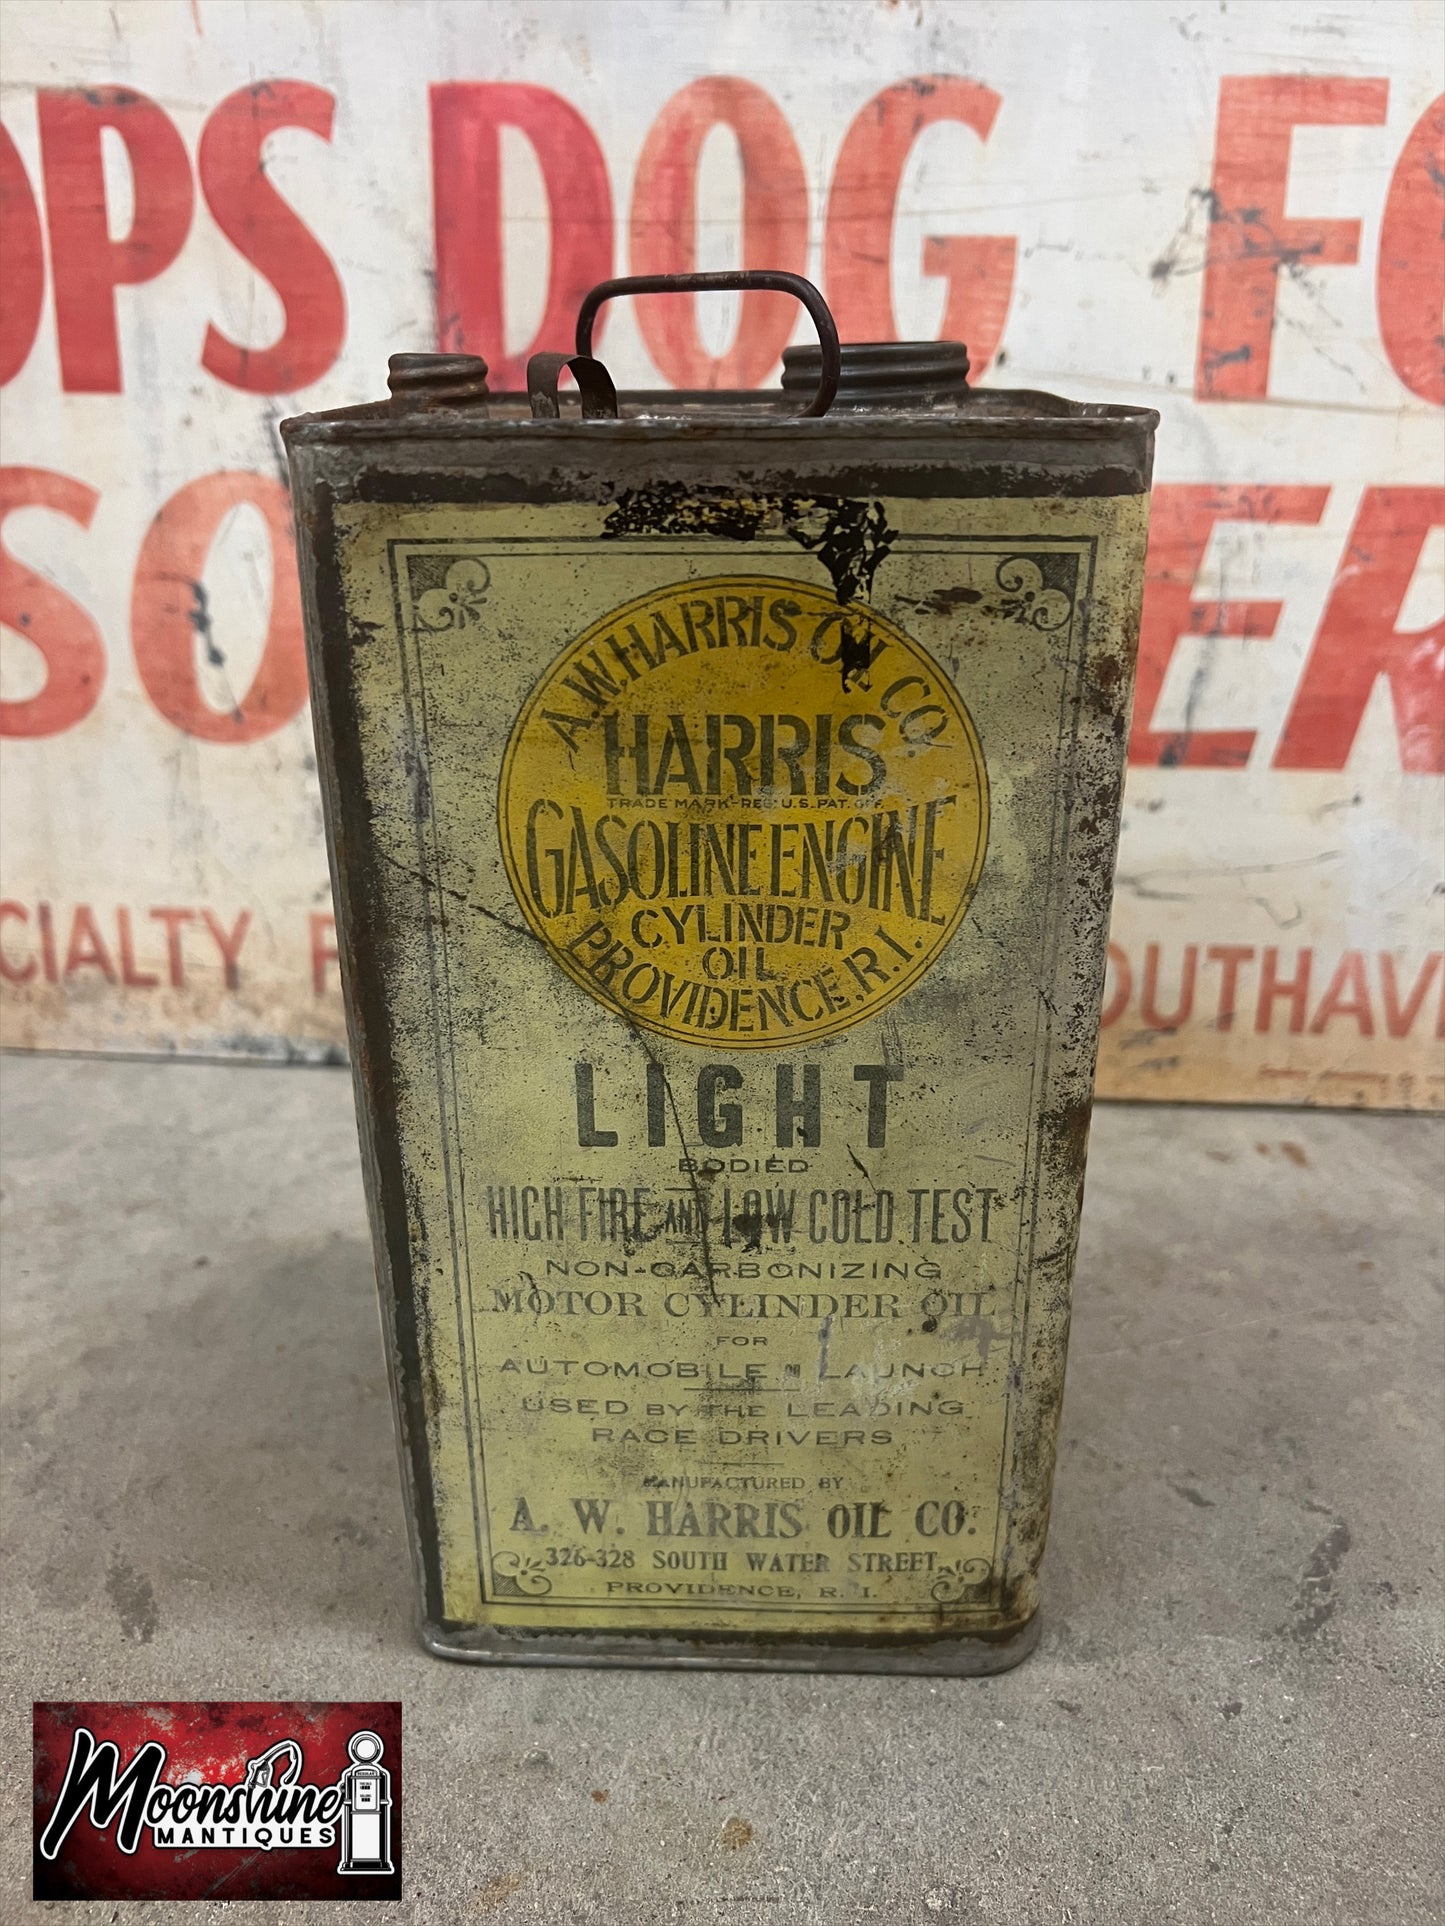 OPS DOG FO
SO ER
CIALTY F OUTHAV
A.W. HARRIS OIL CO.
HARRIS
TRADE MARK-REG. U.S. PAT. OFF.
GASOLINE ENGINE
CYLINDER
OIL
PROVIDENCE, R.I.
LIGHT
BODIED
HIGH FIRE AND LOW COLD TEST
NON-CARBONIZING
MOTOR CYLINDER OIL
FOR
AUTOMOBILE OR LAUNCH
USED BY THE LEADING
RACE DRIVERS
MANUFACTURED BY
A. W. HARRIS OIL CO.
326-328 SOUTH WATER STREET,
PROVIDENCE, R. I.
Moonshine
MANTIQUES